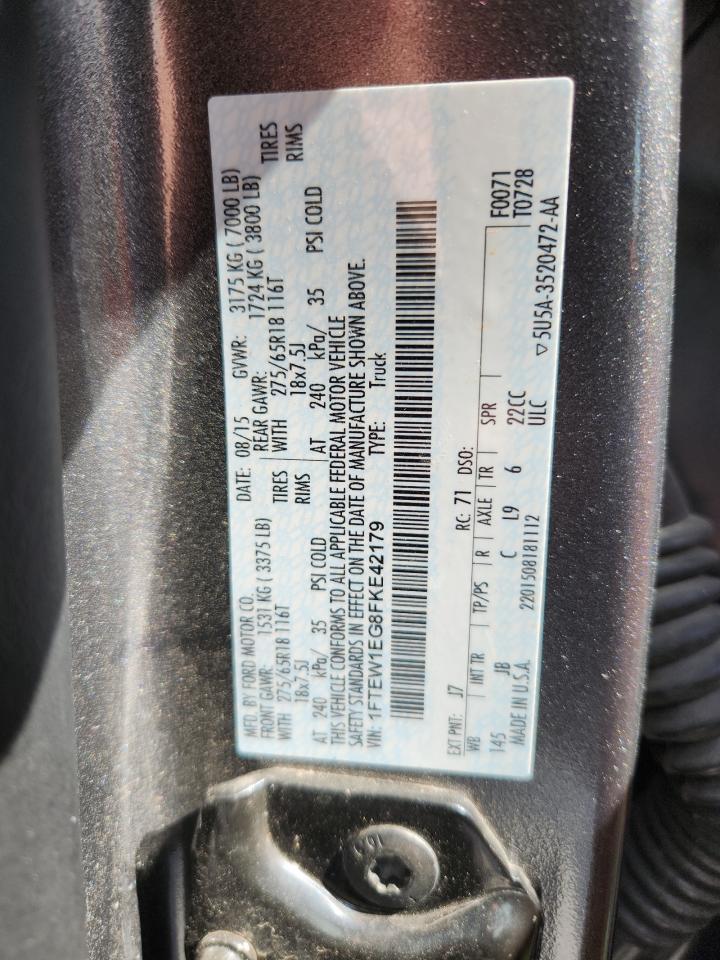 MFD. BY FORD MOTOR CO. DATE: 08/15 GVWR: 3175 KG ( 7000 LB)
FRONT GAWR: 1531 KG ( 3375 LB) REAR GAWR: 1724 KG ( 3800 LB)
WITH 275/65R18 116T TIRES WITH 275/65R18 116T TIRES
18x7.5J RIMS 18x7.5J RIMS
AT 240 kPa/ 35 PSI COLD AT 240 kPa/ 35 PSI COLD
THIS VEHICLE CONFORMS TO ALL APPLICABLE FEDERAL MOTOR VEHICLE
SAFETY STANDARDS IN EFFECT ON THE DATE OF MANUFACTURE SHOWN ABOVE.
VIN: 1FTEW1EG8FKE42179 TYPE: Truck
EXT PNT: J7 RC: 71 DSO:
WB INT TR TP/PS R AXLE TR SPR F0071
T0728
145 JB C L9 6 22CC
MADE IN U.S.A. 2201508181112 ULC ▽5U5A-3520472-AA